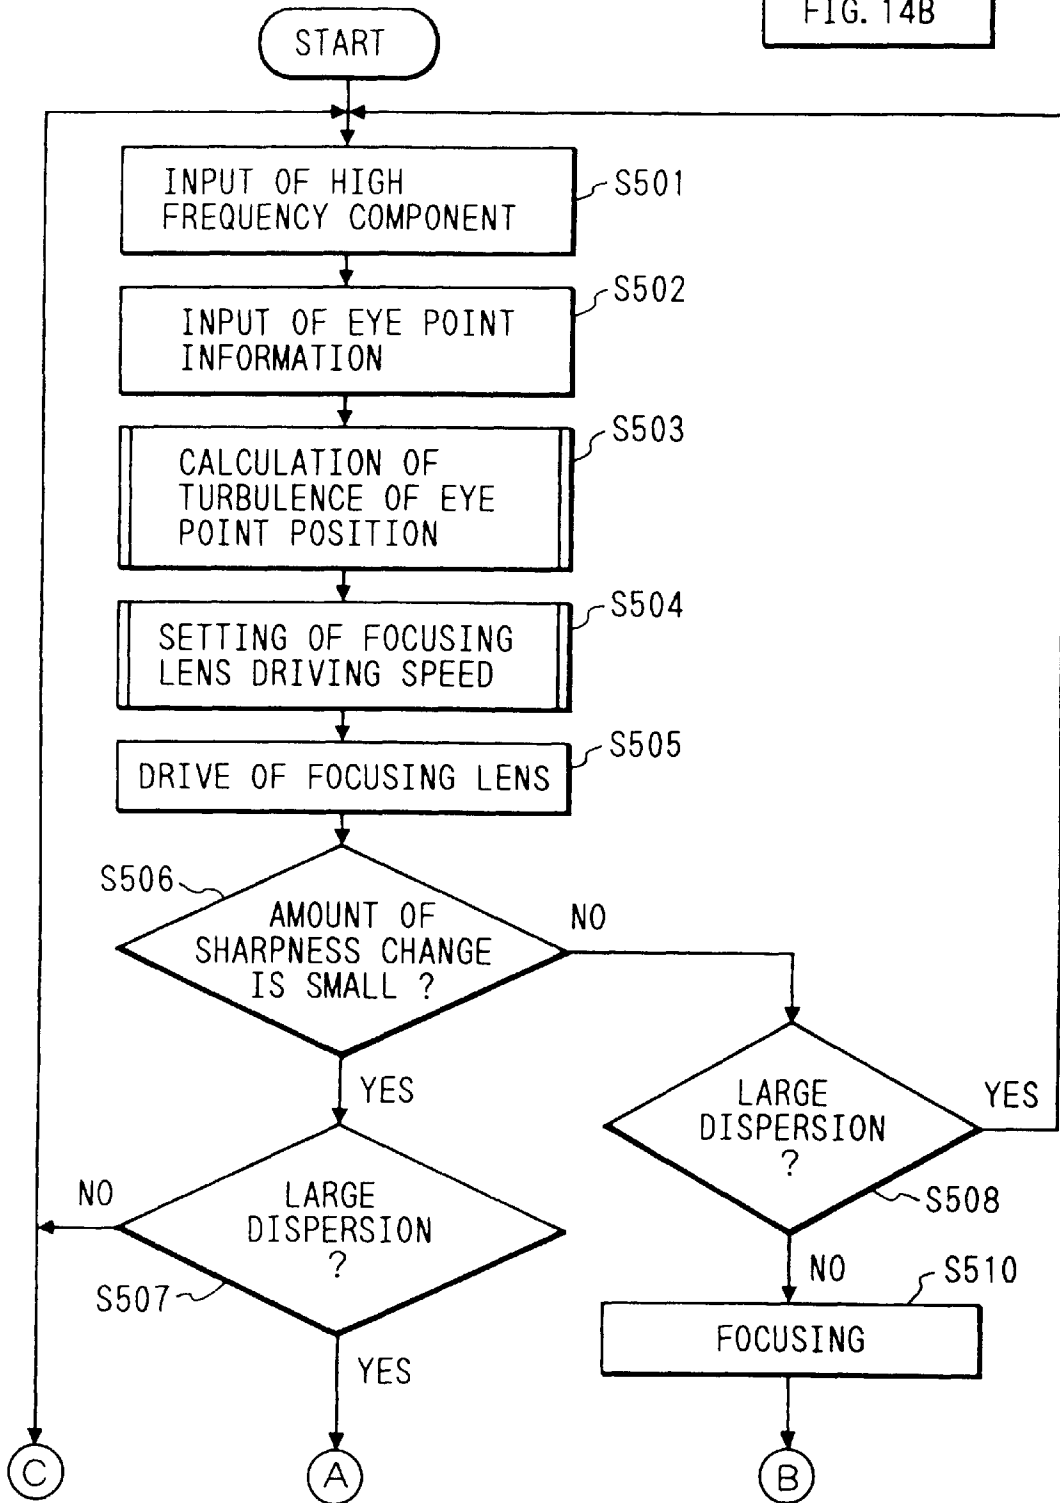 FIG. 14B
START
INPUT OF HIGH
FREQUENCY COMPONENT
S501
INPUT OF EYE POINT
INFORMATION
S502
CALCULATION OF
TURBULENCE OF EYE
POINT POSITION
S503
SETTING OF FOCUSING
LENS DRIVING SPEED
S504
DRIVE OF FOCUSING LENS
S505
S506
AMOUNT OF
SHARPNESS CHANGE
IS SMALL ?
NO
YES
LARGE
DISPERSION
?
YES
S508
NO
LARGE
DISPERSION
?
NO
S507
YES
S510
FOCUSING
C
A
B